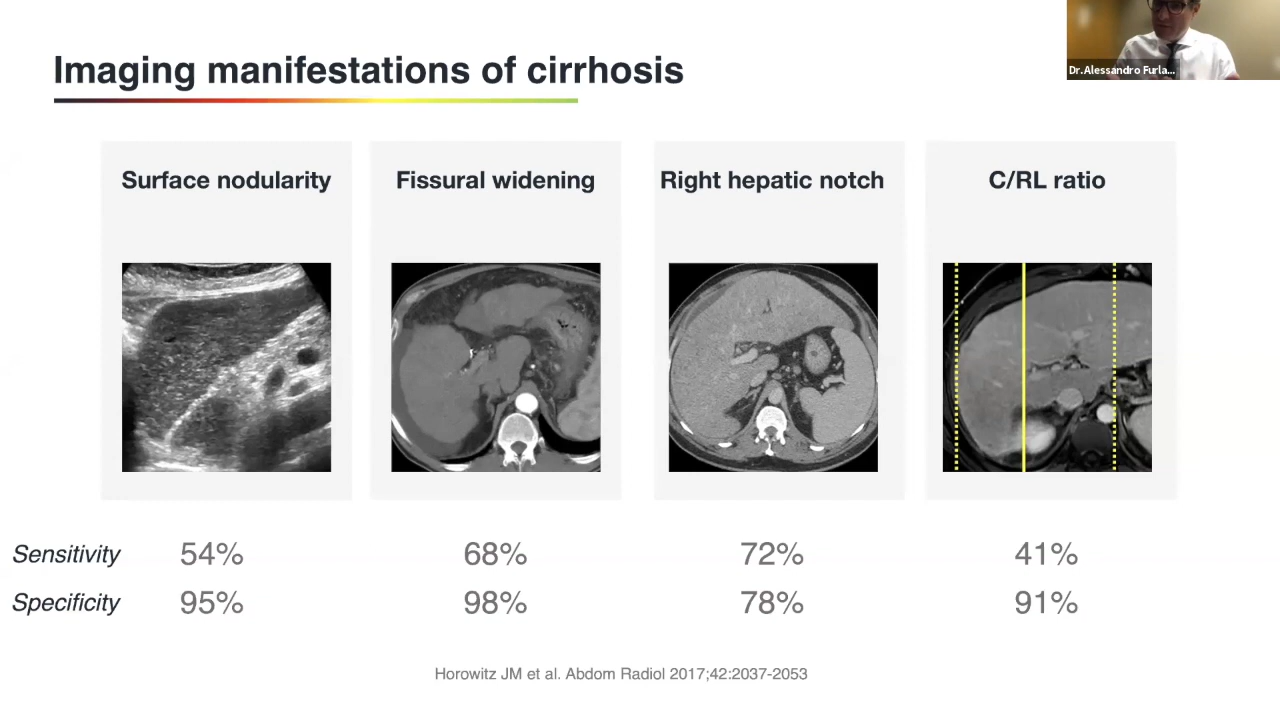 Imaging manifestations of cirrhosis
Dr.Alessandro Furla...
Surface nodularity
Fissural widening
Right hepatic notch
C/RL ratio
Sensitivity 54% 68% 72% 41%
Specificity 95% 98% 78% 91%
Horowitz JM et al. Abdom Radiol 2017;42:2037-2053